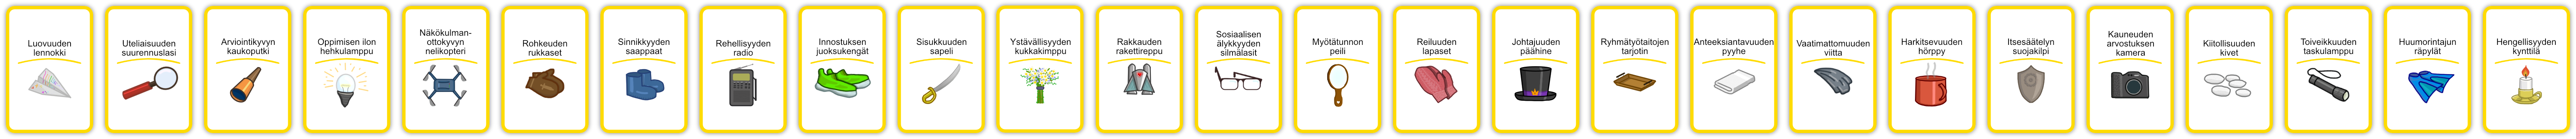 Luovuuden
lennokki
Uteliaisuuden
suurennuslasi
Arviointikyvyn
kaukoputki
Oppimisen ilon
hehkulamppu
Näkökulman-
ottokyvyn
nelikopteri
Rohkeuden
rukkaset
Sinnikkyyden
saappaat
Rehellisyyden
radio
Innostuksen
juoksukengät
Sisukkuuden
sapeli
Ystävällisyyden
kukkakimppu
Rakkauden
rakettireppu
Sosiaalisen
älykkyyden
silmälasit
Myötätunnon
peili
Reiluuden
lapaset
Johtajuuden
päähine
Ryhmätyötaitojen
tarjotin
Anteeksiantavuuden
pyyhe
Vaatimattomuuden
viitta
Harkitsevuuden
hörppy
Itsesäätelyn
suojakilpi
Kauneuden
arvostuksen
kamera
Kiitollisuuden
kivet
Toiveikkuuden
taskulamppu
Huumorintajun
räpylät
Hengellisyyden
kynttilä